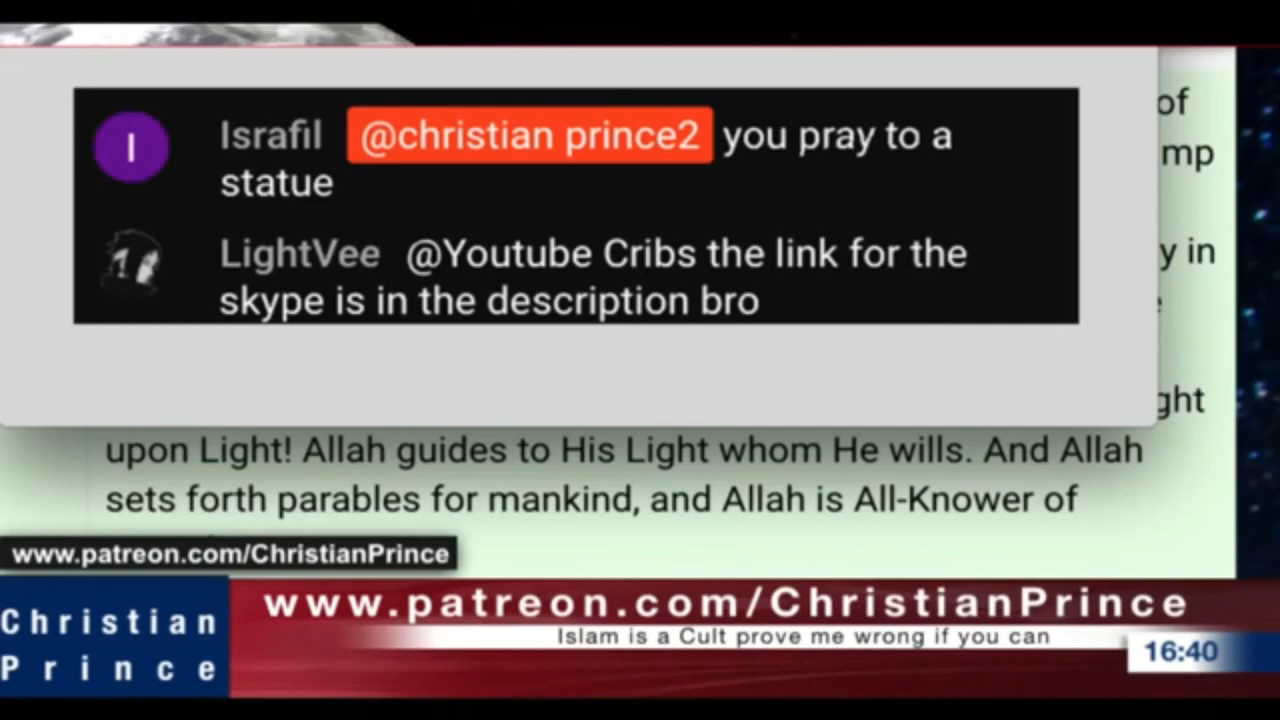 I
Israfil @christian prince2 you pray to a
statue
LightVee @Youtube Cribs the link for the
skype is in the description bro
of
mp
y in
ght
upon Light! Allah guides to His Light whom He wills. And Allah
sets forth parables for mankind, and Allah is All-Knower of
www.patreon.com/ChristianPrince
www.patreon.com/ChristianPrince
Islam is a Cult prove me wrong if you can
Christian
Prince
16:40